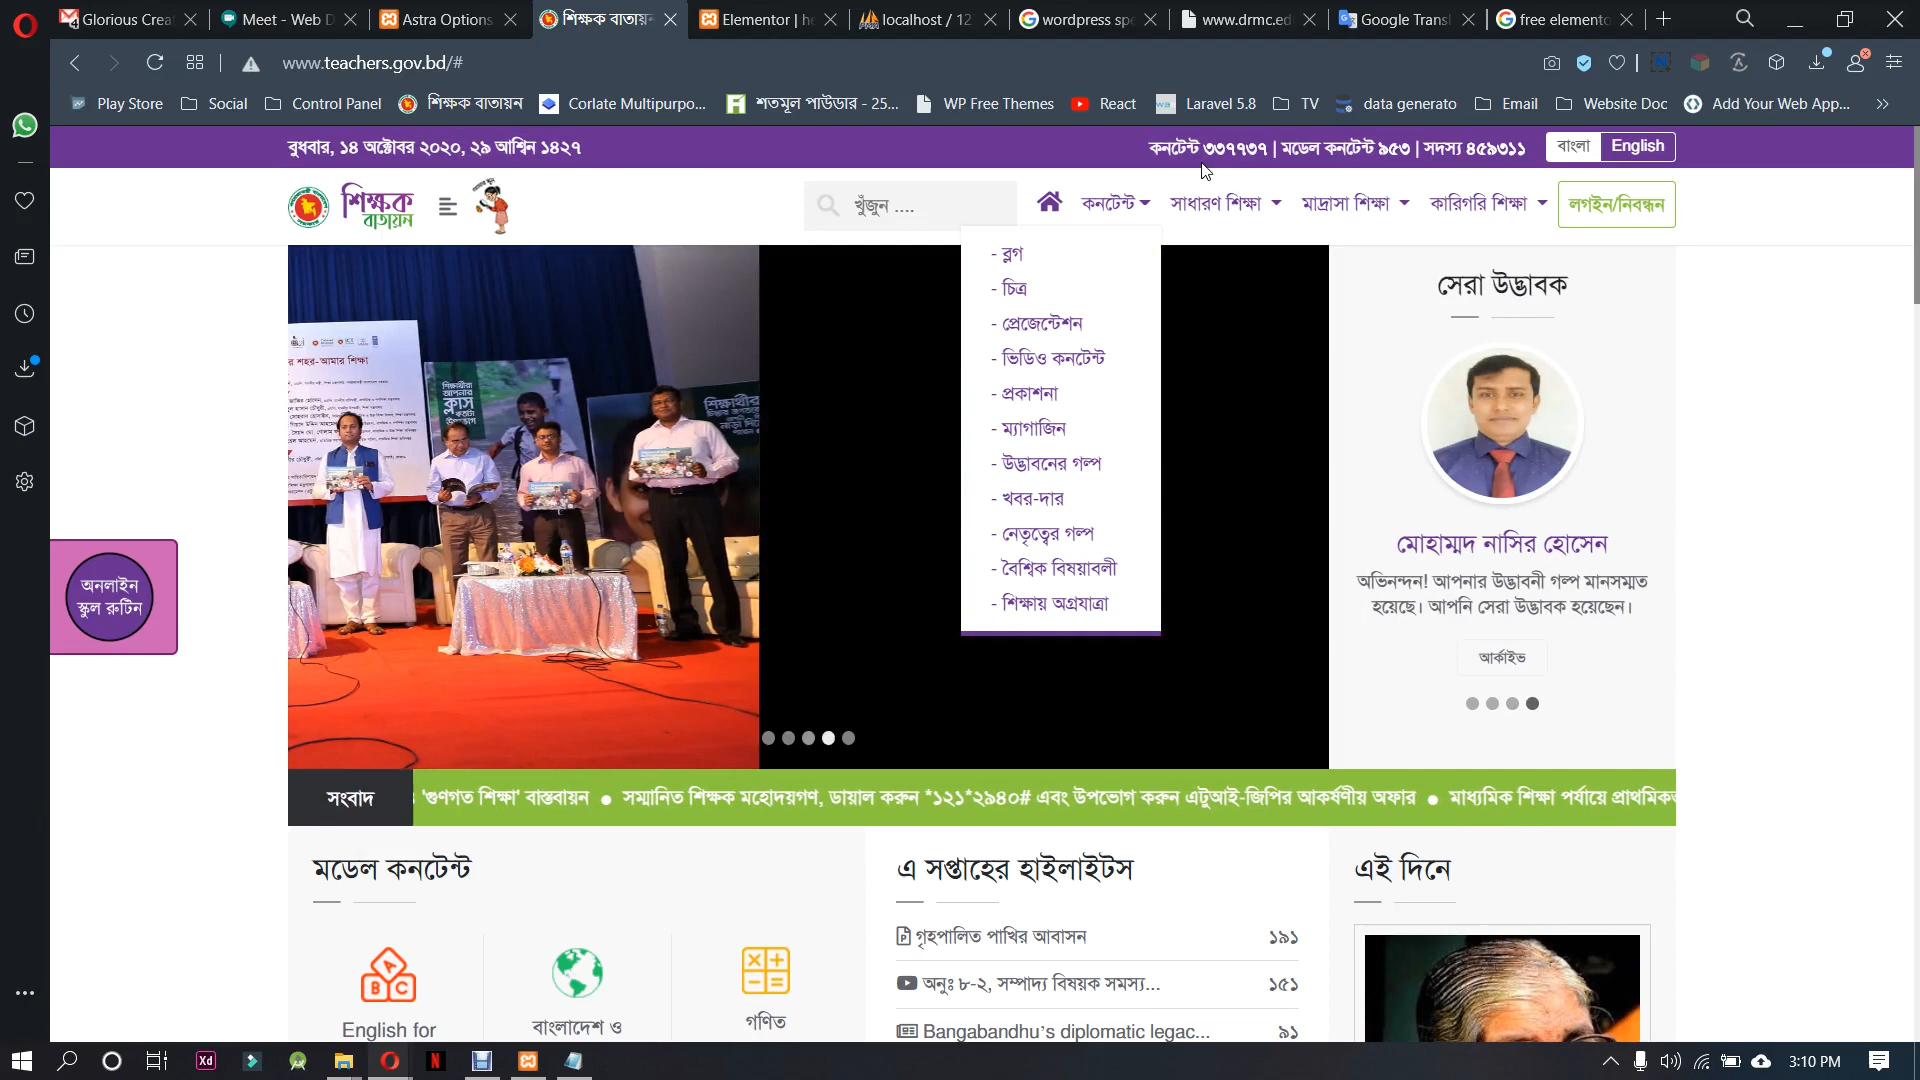 Glorious Crea
Meet - Web D
Astra Options
শিক্ষক বাতায়ন
Elementor | he
localhost / 12
wordpress spe
www.drmc.ed
Google Transl
free elemento
www.teachers.gov.bd/#
Play Store
Social
Control Panel
শিক্ষক বাতায়ন
Corlate Multipurpo...
শতমূল পাউডার - 25...
WP Free Themes
React
Laravel 5.8
TV
data generato
Email
Website Doc
Add Your Web App...
বুধবার, ১৪ অক্টোবর ২০২০, ২৯ আশ্বিন ১৪২৭
কনটেন্ট ৩৩৭৭৩৭ | মডেল কনটেন্ট ৯৫৩ | সদস্য ৪৫৯৩১১
বাংলা
English
শিক্ষক
বাতায়ন
খুঁজুন ....
কনটেন্ট
সাধারণ শিক্ষা
মাদ্রাসা শিক্ষা
কারিগরি শিক্ষা
লগইন/নিবন্ধন
- ব্লগ
- চিত্র
- প্রেজেন্টেশন
- ভিডিও কনটেন্ট
- প্রকাশনা
- ম্যাগাজিন
- উদ্ভাবনের গল্প
- খবর-দার
- নেতৃত্বের গল্প
- বৈশ্বিক বিষয়াবলী
- শিক্ষায় অগ্রযাত্রা
র শহর-আমার শিক্ষা
শিক্ষার্থীরা
আপনার
ক্লাস
কতটা
উপভোগ
সেরা উদ্ভাবক
মোহাম্মদ নাসির হোসেন
অভিনন্দন! আপনার উদ্ভাবনী গল্প মানসম্মত
হয়েছে। আপনি সেরা উদ্ভাবক হয়েছেন।
আর্কাইভ
অনলাইন
স্কুল রুটিন
সংবাদ
'গুণগত শিক্ষা' বাস্তবায়ন ● সম্মানিত শিক্ষক মহোদয়গণ, ডায়াল করুন *১২১*২৯৪০# এবং উপভোগ করুন এটুআই-জিপির আকর্ষণীয় অফার ● মাধ্যমিক শিক্ষা পর্যায়ে
মডেল কনটেন্ট
এ সপ্তাহের হাইলাইটস
এই দিনে
গৃহপালিত পাখির আবাসন ১৯১
অনুঃ ৮-২, সম্পাদ্য বিষয়ক সমস্য... ১৫১
Bangabandhu's diplomatic legac... ৯১
A
B C
English for
বাংলাদেশ ও
গণিত
Xd
N
3:10 PM